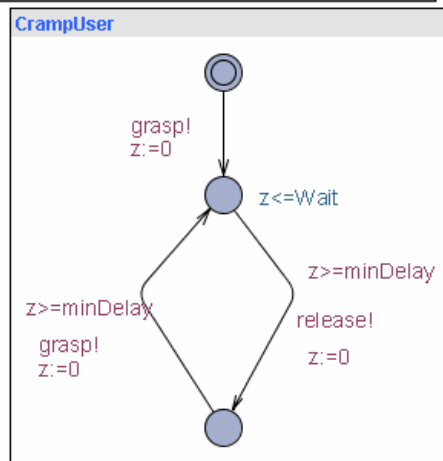 CrampUser
grasp!
z:=0
z<=Wait
z>=minDelay
release!
z:=0
z>=minDelay
grasp!
z:=0